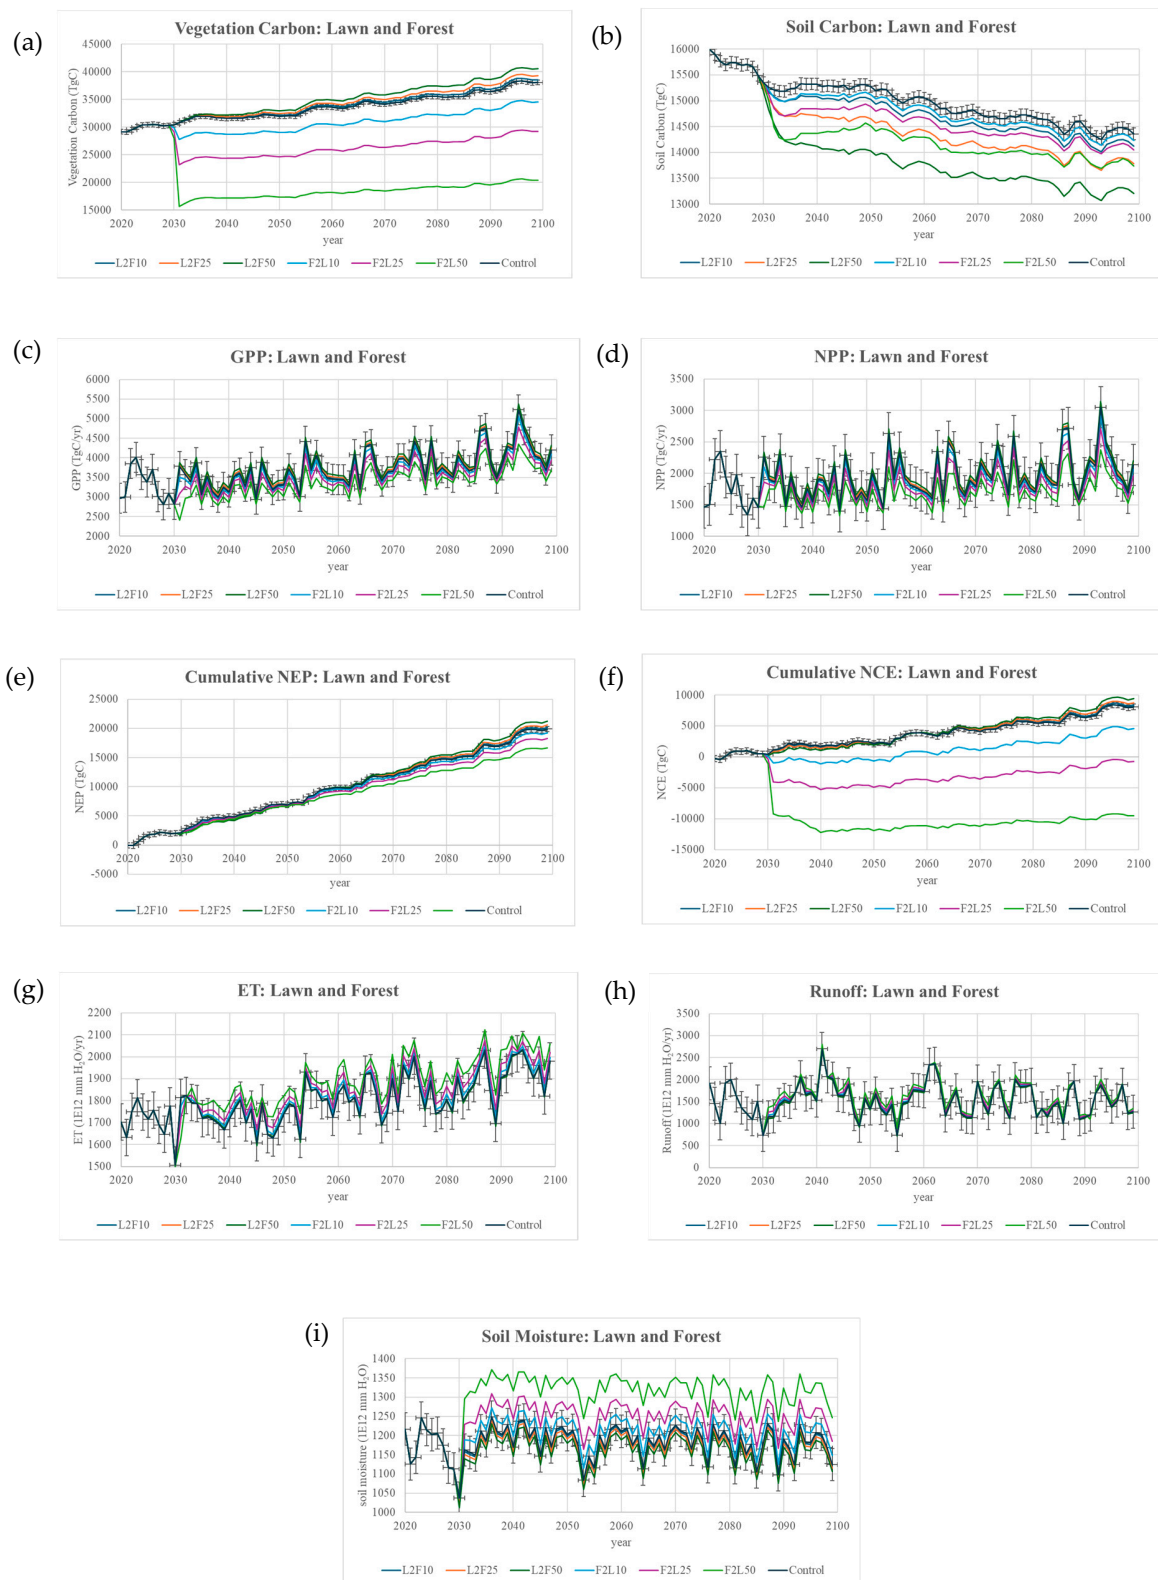 (a)
Vegetation Carbon: Lawn and Forest
45000
40000
35000
30000
25000
20000
15000
Vegetation Carbon (TgC)
2020 2030 2040 2050 2060 2070 2080 2090 2100
year
L2F10 L2F25 L2F50 F2L10 F2L25 F2L50 Control
(b)
Soil Carbon: Lawn and Forest
16000
15500
15000
14500
14000
13500
13000
Soil Carbon (TgC)
2020 2030 2040 2050 2060 2070 2080 2090 2100
year
L2F10 L2F25 L2F50 F2L10 F2L25 F2L50 Control
(c)
GPP: Lawn and Forest
6000
5500
5000
4500
4000
3500
3000
2500
2000
GPP (TgC/yr)
2020 2030 2040 2050 2060 2070 2080 2090 2100
year
L2F10 L2F25 L2F50 F2L10 F2L25 F2L50 Control
(d)
NPP: Lawn and Forest
3500
3000
2500
2000
1500
1000
NPP (TgC/yr)
2020 2030 2040 2050 2060 2070 2080 2090 2100
year
L2F10 L2F25 L2F50 F2L10 F2L25 F2L50 Control
(e)
Cumulative NEP: Lawn and Forest
25000
20000
15000
10000
5000
0
-5000
NEP (TgC)
2020 2030 2040 2050 2060 2070 2080 2090 2100
year
L2F10 L2F25 L2F50 F2L10 F2L25 Control
(f)
Cumulative NCE: Lawn and Forest
10000
5000
0
-5000
-10000
-15000
NCE (TgC)
2020 2030 2040 2050 2060 2070 2080 2090 2100
year
L2F10 L2F25 L2F50 F2L10 F2L25 F2L50 Control
(g)
ET: Lawn and Forest
2200
2100
2000
1900
1800
1700
1600
1500
ET (1E12 mm H₂O/yr)
2020 2030 2040 2050 2060 2070 2080 2090 2100
year
L2F10 L2F25 L2F50 F2L10 F2L25 F2L50 Control
(h)
Runoff: Lawn and Forest
3500
3000
2500
2000
1500
1000
500
0
Runoff (1E12 mm H₂O/yr)
2020 2030 2040 2050 2060 2070 2080 2090 2100
year
L2F10 L2F25 L2F50 F2L10 F2L25 F2L50 Control
(i)
Soil Moisture: Lawn and Forest
1400
1350
1300
1250
1200
1150
1100
1050
1000
soil moisture (1E12 mm H₂O)
2020 2030 2040 2050 2060 2070 2080 2090 2100
year
L2F10 L2F25 L2F50 F2L10 F2L25 F2L50 Control